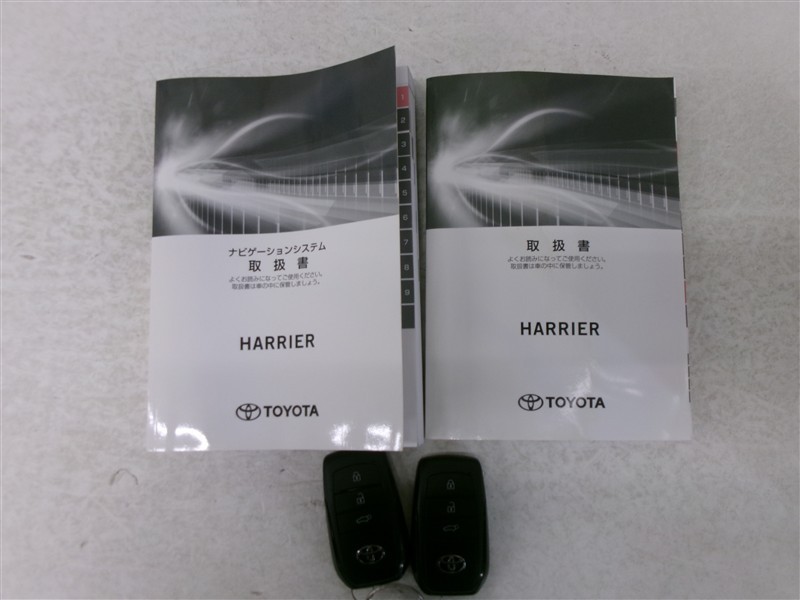 ナビゲーションシステム
取扱書
よくお読みになってご使用ください。
取扱書は車の中に保管しましょう。
HARRIER
TOYOTA
1
2
3
4
5
6
7
8
9
取扱書
よくお読みになってご使用ください。
取扱書は車の中に保管しましょう。
HARRIER
TOYOTA